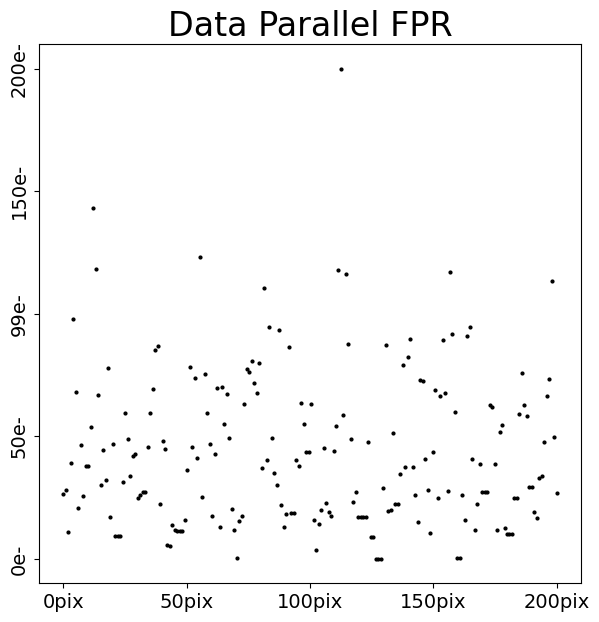 Data Parallel FPR
200e-
150e-
99e-
50e-
0e-
0pix
50pix
100pix
150pix
200pix